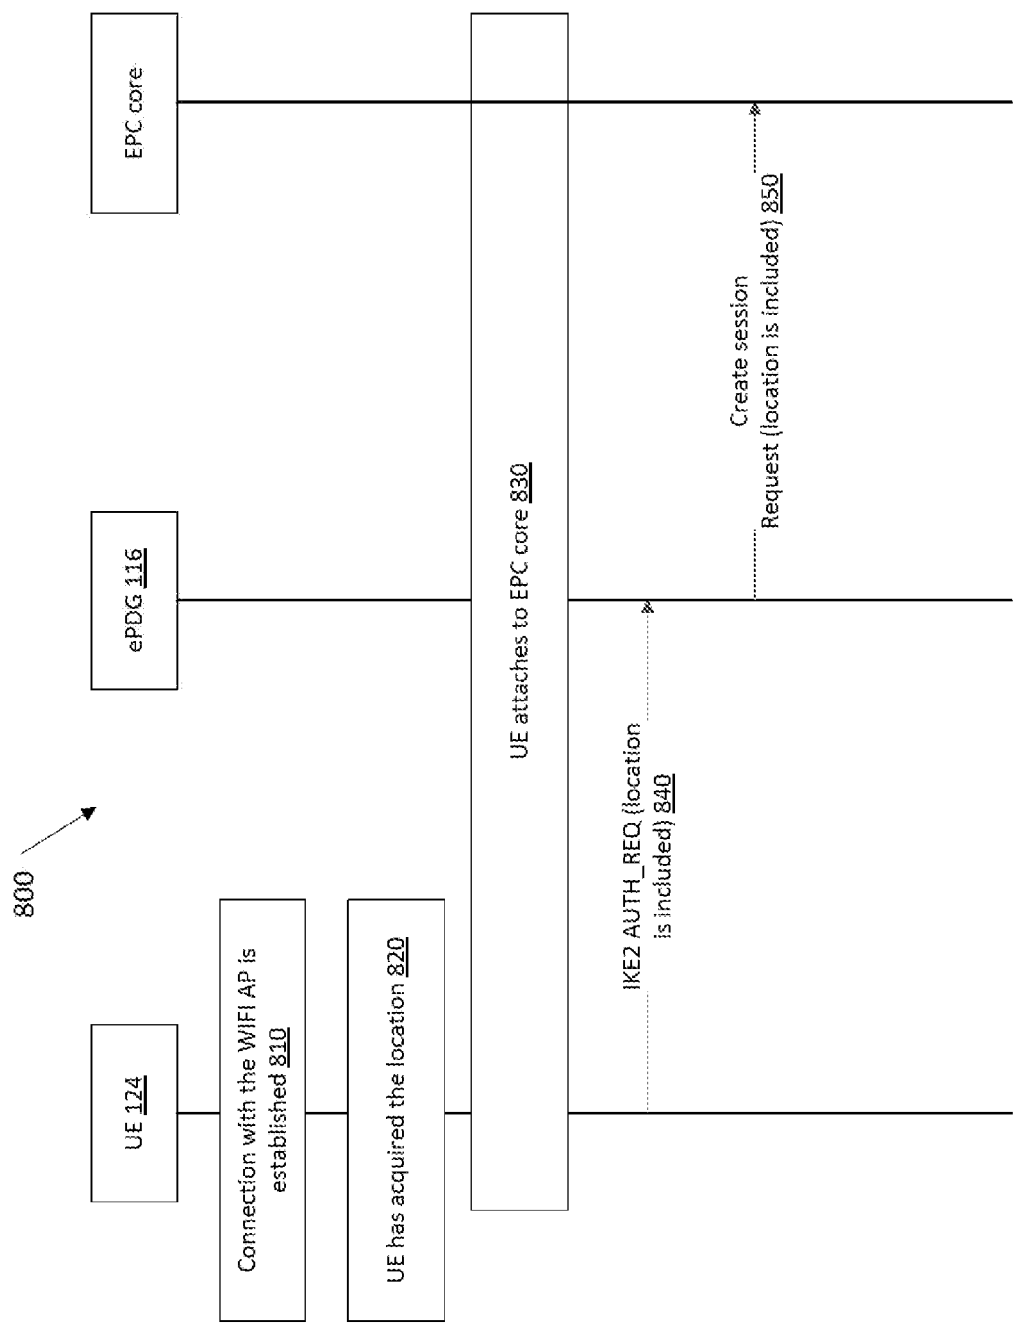 800
UE 124
ePDG 116
EPC core
Connection with the WIFI AP is
established 810
UE has acquired the location 820
UE attaches to EPC core 830
IKE2 AUTH_REQ (location
is included) 840
Create session
Request (location is included) 850